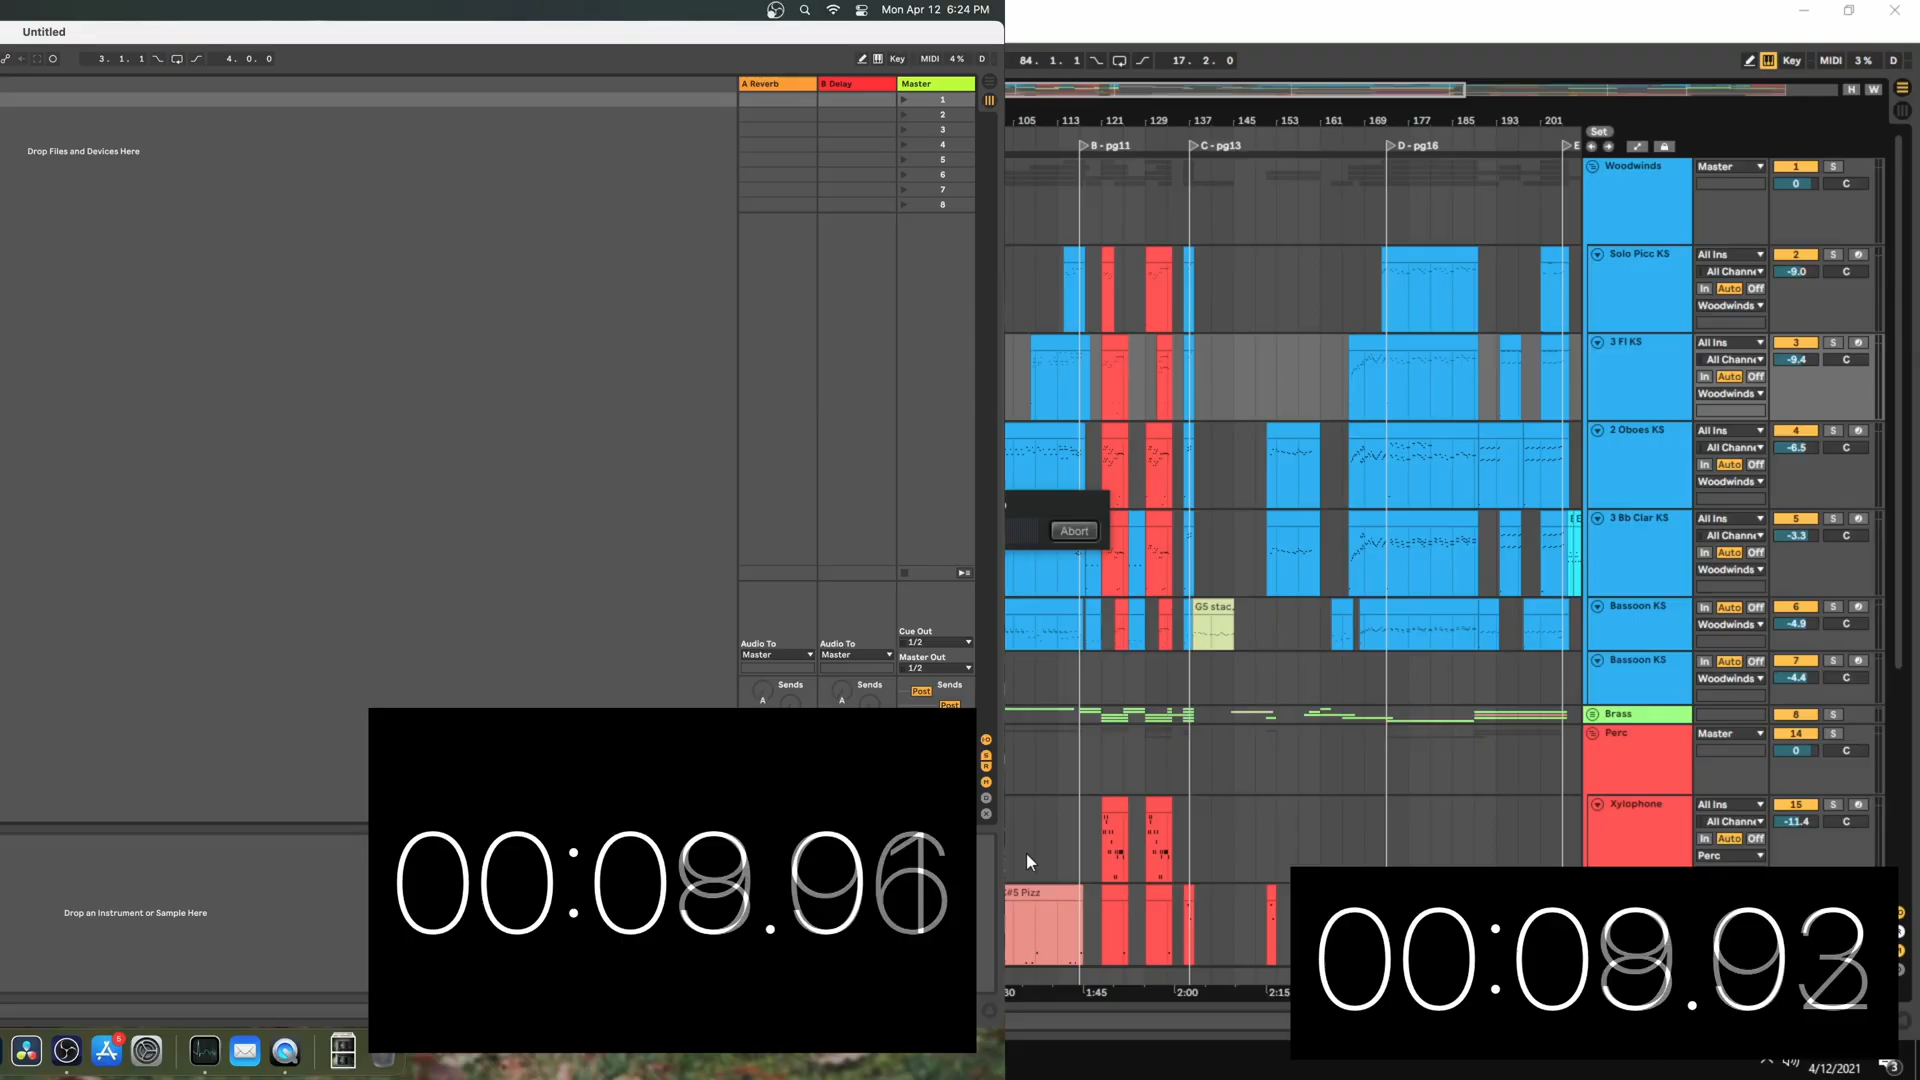 Mon Apr 12 6:24 PM
Untitled
3. 1. 1
4. 0. 0
Key
MIDI
4 %
D
A Reverb
B Delay
Master
1
2
3
4
5
6
7
8
Drop Files and Devices Here
Audio To
Master
Audio To
Master
Cue Out
1/2
Master Out
1/2
Sends
A
Sends
A
Sends
Post
Post
Drop an Instrument or Sample Here
5
84. 1. 1
17. 2. 0
Key
MIDI
3 %
D
H
W
105
113
121
129
137
145
153
161
169
177
185
193
201
Set
B - pg11
C - pg13
D - pg16
E
Woodwinds
Master
1
S
0
C
Solo Picc KS
All Ins
2
S
All Channe
-9.0
C
In
Auto
Off
Woodwinds
3 Fl KS
All Ins
3
S
All Channe
-9.4
C
In
Auto
Off
Woodwinds
2 Oboes KS
All Ins
4
S
All Channe
-6.5
C
In
Auto
Off
Woodwinds
Abort
3 Bb Clar KS
All Ins
5
S
All Channe
-3.3
C
In
Auto
Off
Woodwinds
G5 stac.
Bassoon KS
In
Auto
Off
6
S
Woodwinds
-4.9
C
Bassoon KS
In
Auto
Off
7
S
Woodwinds
-4.4
C
Brass
8
S
Perc
Master
14
S
0
C
Xylophone
All Ins
15
S
All Channe
-11.4
C
In
Auto
Off
Perc
#5 Pizz
1:45
2:00
2:15
4/12/2021
3